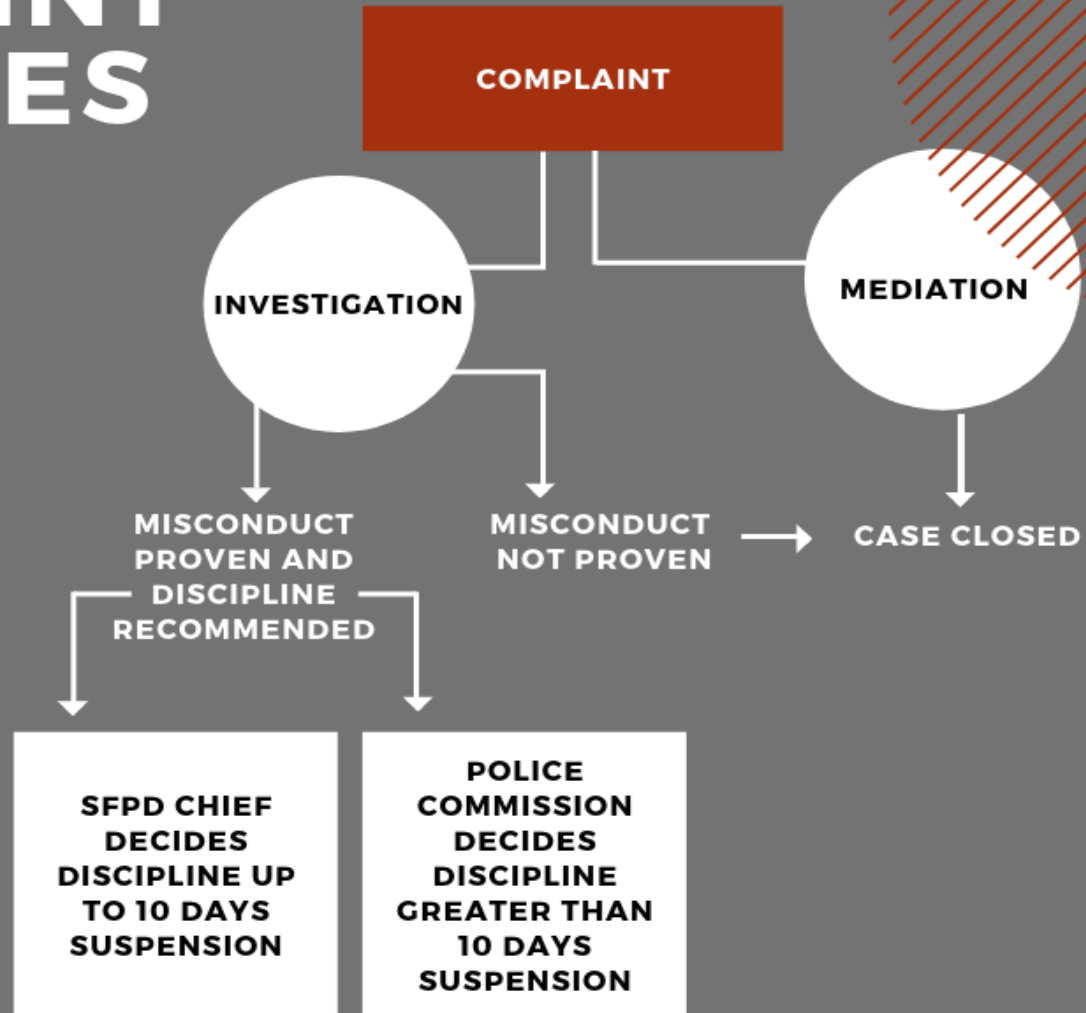 ES
COMPLAINT
INVESTIGATION
MEDIATION
MISCONDUCT
PROVEN AND
DISCIPLINE
RECOMMENDED
MISCONDUCT
NOT PROVEN
CASE CLOSED
SFPD CHIEF
DECIDES
DISCIPLINE UP
TO 10 DAYS
SUSPENSION
POLICE
COMMISSION
DECIDES
DISCIPLINE
GREATER THAN
10 DAYS
SUSPENSION